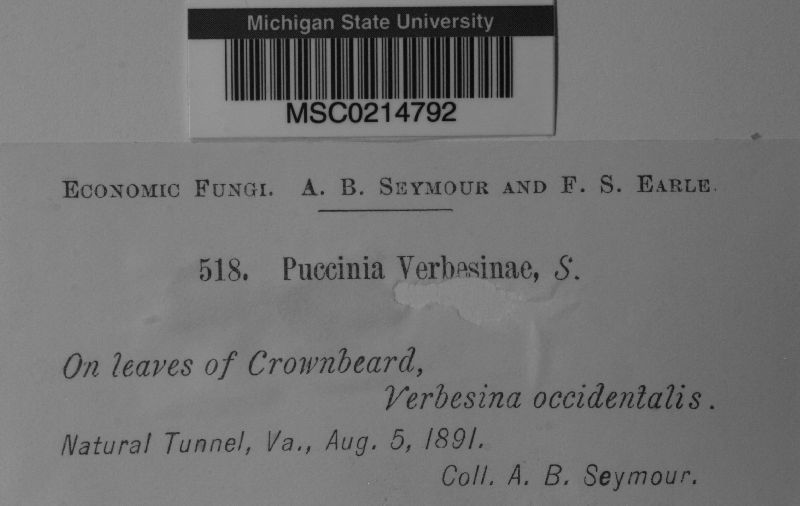 Michigan State University
MSC0214792
Economic Fungi. A. B. Seymour and F. S. Earle.
518. Puccinia Verbesinae, S.
On leaves of Crownbeard,
Verbesina occidentalis.
Natural Tunnel, Va., Aug. 5, 1891.
Coll. A. B. Seymour.